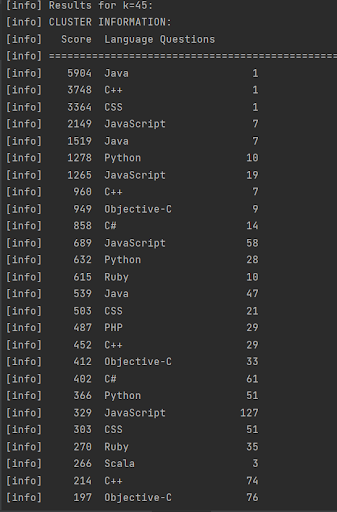 [info] Results for k=45:
[info] CLUSTER INFORMATION:
[info] Score Language Questions
[info] ================================================
[info] 5904 Java 1
[info] 3748 C++ 1
[info] 3364 CSS 1
[info] 2149 JavaScript 7
[info] 1519 Java 7
[info] 1278 Python 10
[info] 1265 JavaScript 19
[info] 960 C++ 7
[info] 949 Objective-C 9
[info] 858 C# 14
[info] 689 JavaScript 58
[info] 632 Python 28
[info] 615 Ruby 10
[info] 539 Java 47
[info] 503 CSS 21
[info] 487 PHP 29
[info] 452 C++ 29
[info] 412 Objective-C 33
[info] 402 C# 61
[info] 366 Python 51
[info] 329 JavaScript 127
[info] 303 CSS 51
[info] 270 Ruby 35
[info] 266 Scala 3
[info] 214 C++ 74
[info] 197 Objective-C 76